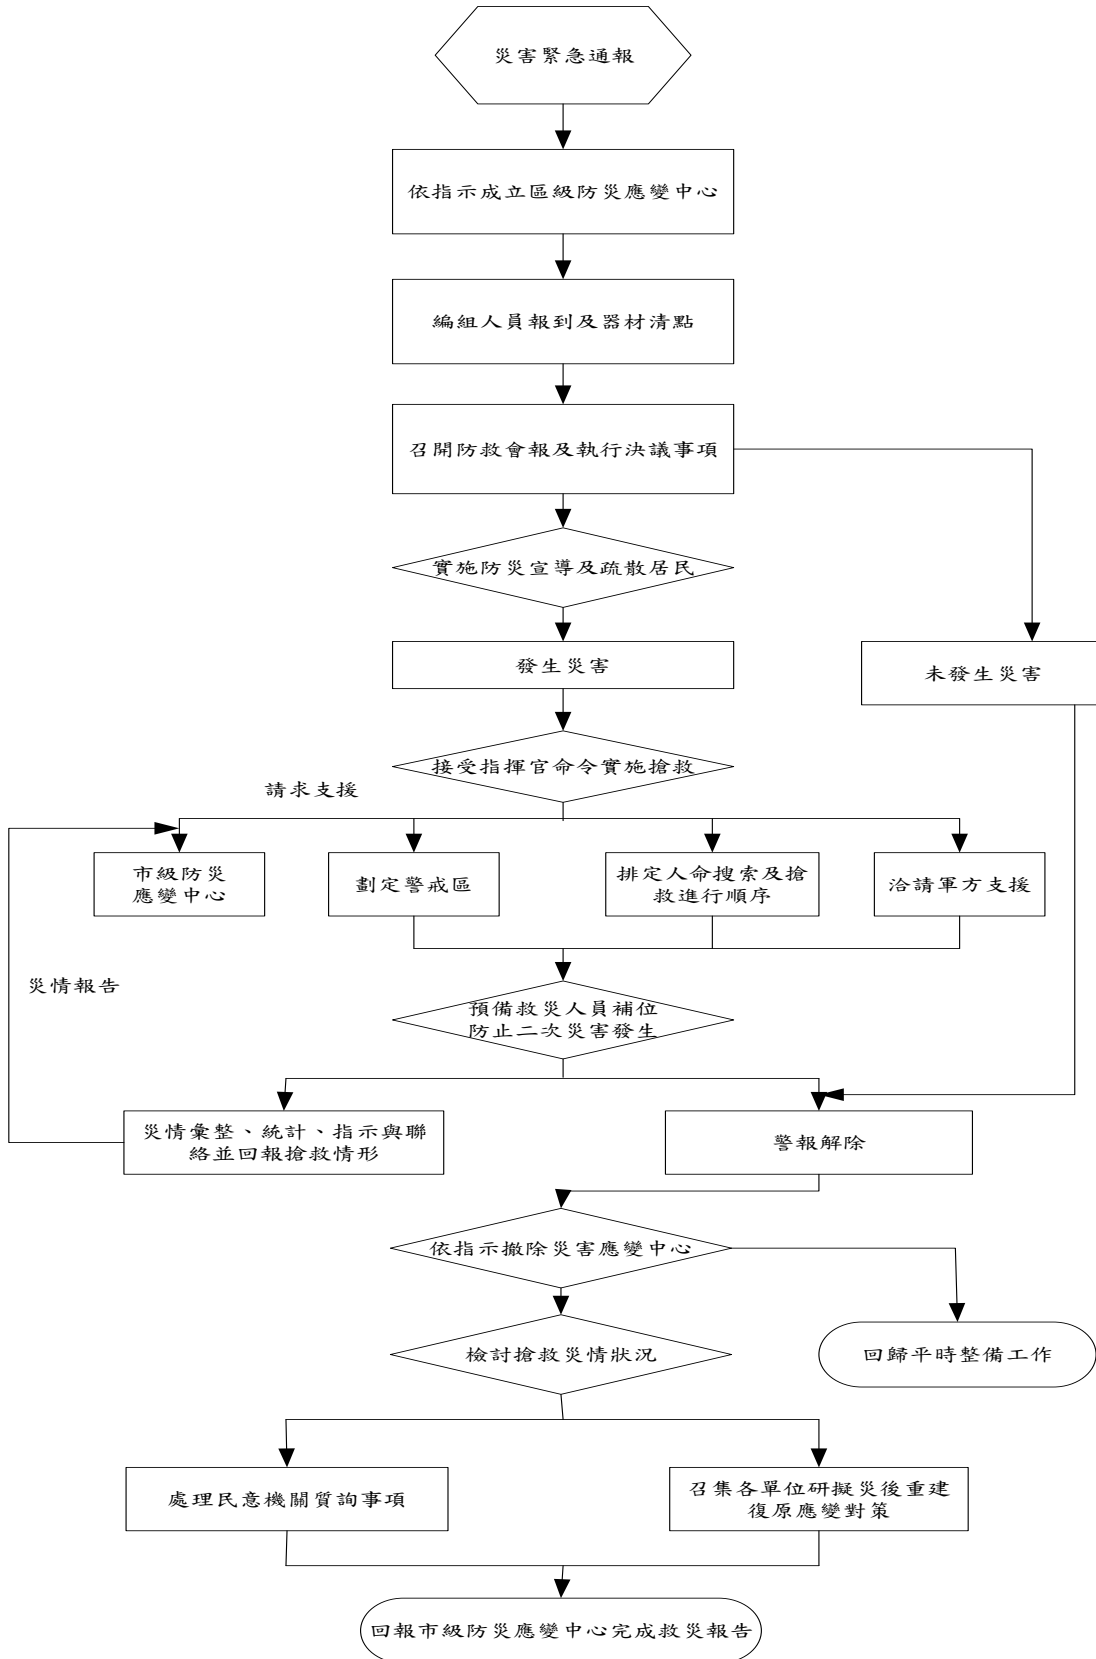 災害緊急通報
依指示成立區級防災應變中心
編組人員報到及器材清點
召開防救會報及執行決議事項
實施防災宣導及疏散居民
發生災害
未發生災害
接受指揮官命令實施搶救
請求支援
市級防災
應變中心
劃定警戒區
排定人命搜索及搶
救進行順序
洽請軍方支援
災情報告
預備救災人員補位
防止二次災害發生
災情彙整、統計、指示與聯
絡並回報搶救情形
警報解除
依指示撤除災害應變中心
檢討搶救災情狀況
回歸平時整備工作
處理民意機關質詢事項
召集各單位研擬災後重建
復原應變對策
回報市級防災應變中心完成救災報告